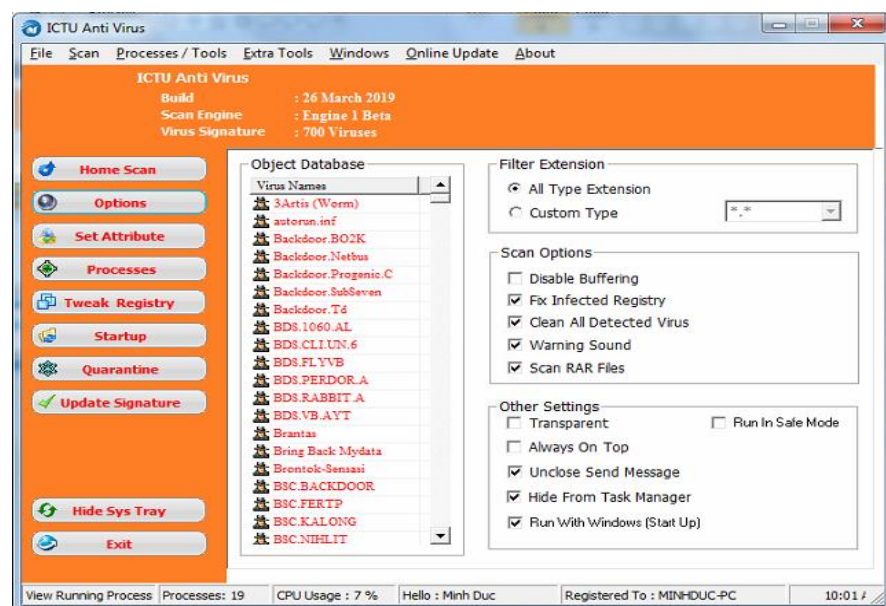 ICTU Anti Virus
File Scan Processes / Tools Extra Tools Windows Online Update About
ICTU Anti Virus
Build : 26 March 2019
Scan Engine : Engine 1 Beta
Virus Signature : 700 Viruses
Home Scan
Options
Set Attribute
Processes
Tweak Registry
Startup
Quarantine
Update Signature
Hide Sys Tray
Exit
Object Database
Virus Names
3Artis (Worm)
autorun.inf
Backdoor.BO2K
Backdoor.Netbus
Backdoor.Progenic.C
Backdoor.SubSeven
Backdoor.Td
BDS.1060.AL
BDS.CLI.UN.6
BDS.FLYVB
BDS.PERDOR.A
BDS.RABBIT.A
BDS.VB.AYT
Brantas
Bring Back Mydata
Brontok-Sensasi
BSC.BACKDOOR
BSC.FERTP
BSC.KALONG
BSC.NIHLIT
Filter Extension
All Type Extension
Custom Type *.*
Scan Options
Disable Buffering
Fix Infected Registry
Clean All Detected Virus
Warning Sound
Scan RAR Files
Other Settings
Transparent Run In Safe Mode
Always On Top
Unclose Send Message
Hide From Task Manager
Run With Windows (Start Up)
View Running Process Processes: 19 CPU Usage : 7 % Hello : Minh Duc Registered To : MINHDUC-PC 10:01